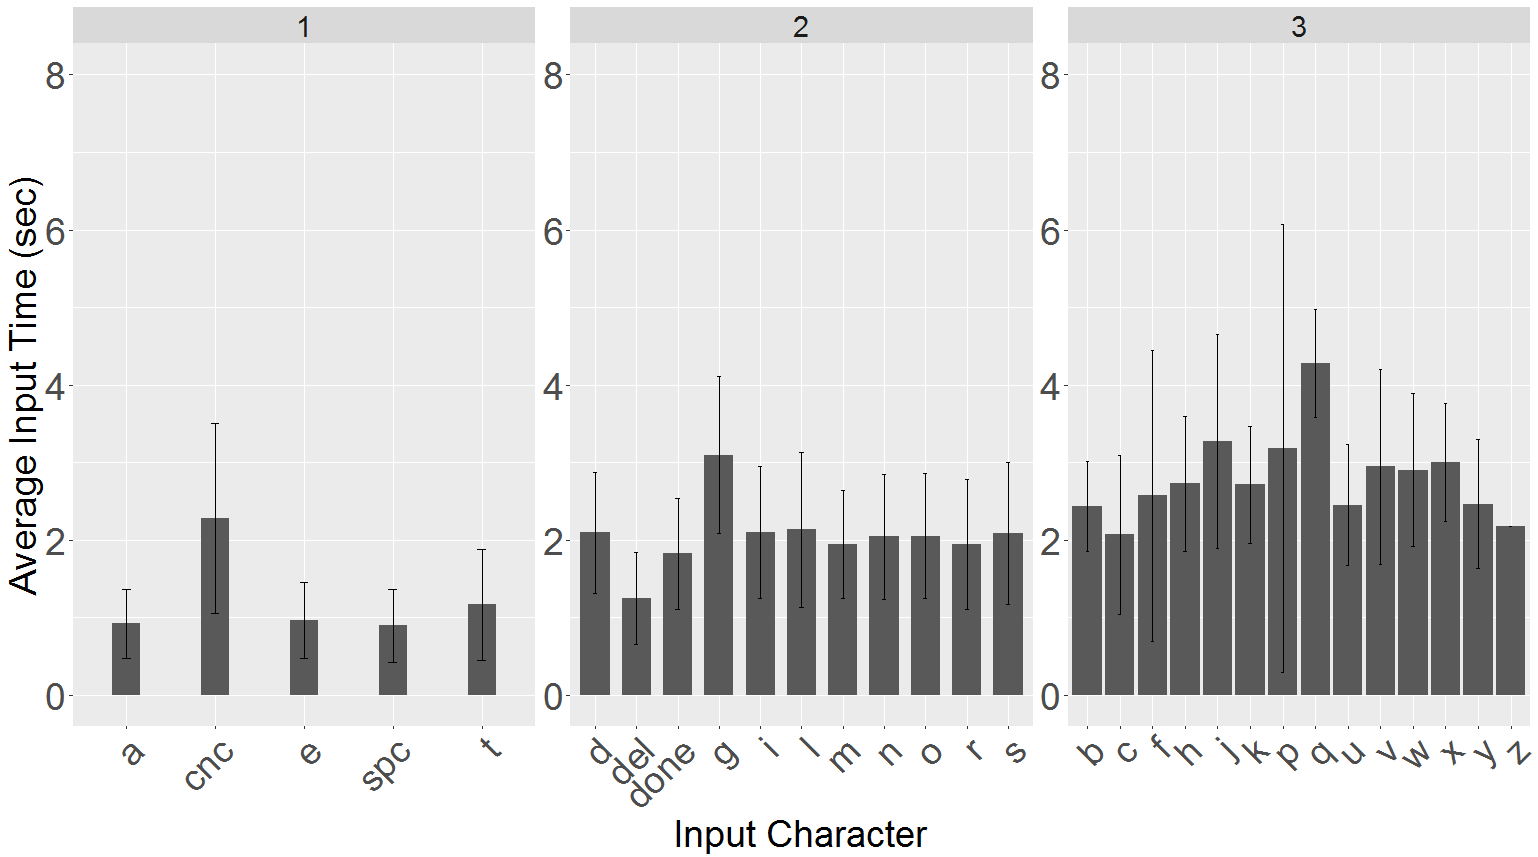 1 2 3
Average Input Time (sec)
8 8 8
6 6 6
4 4 4
2 2 2
0 0 0
a cnc e spc t d del done g i l m n o r s b c f h j k p q u v w x y z
Input Character